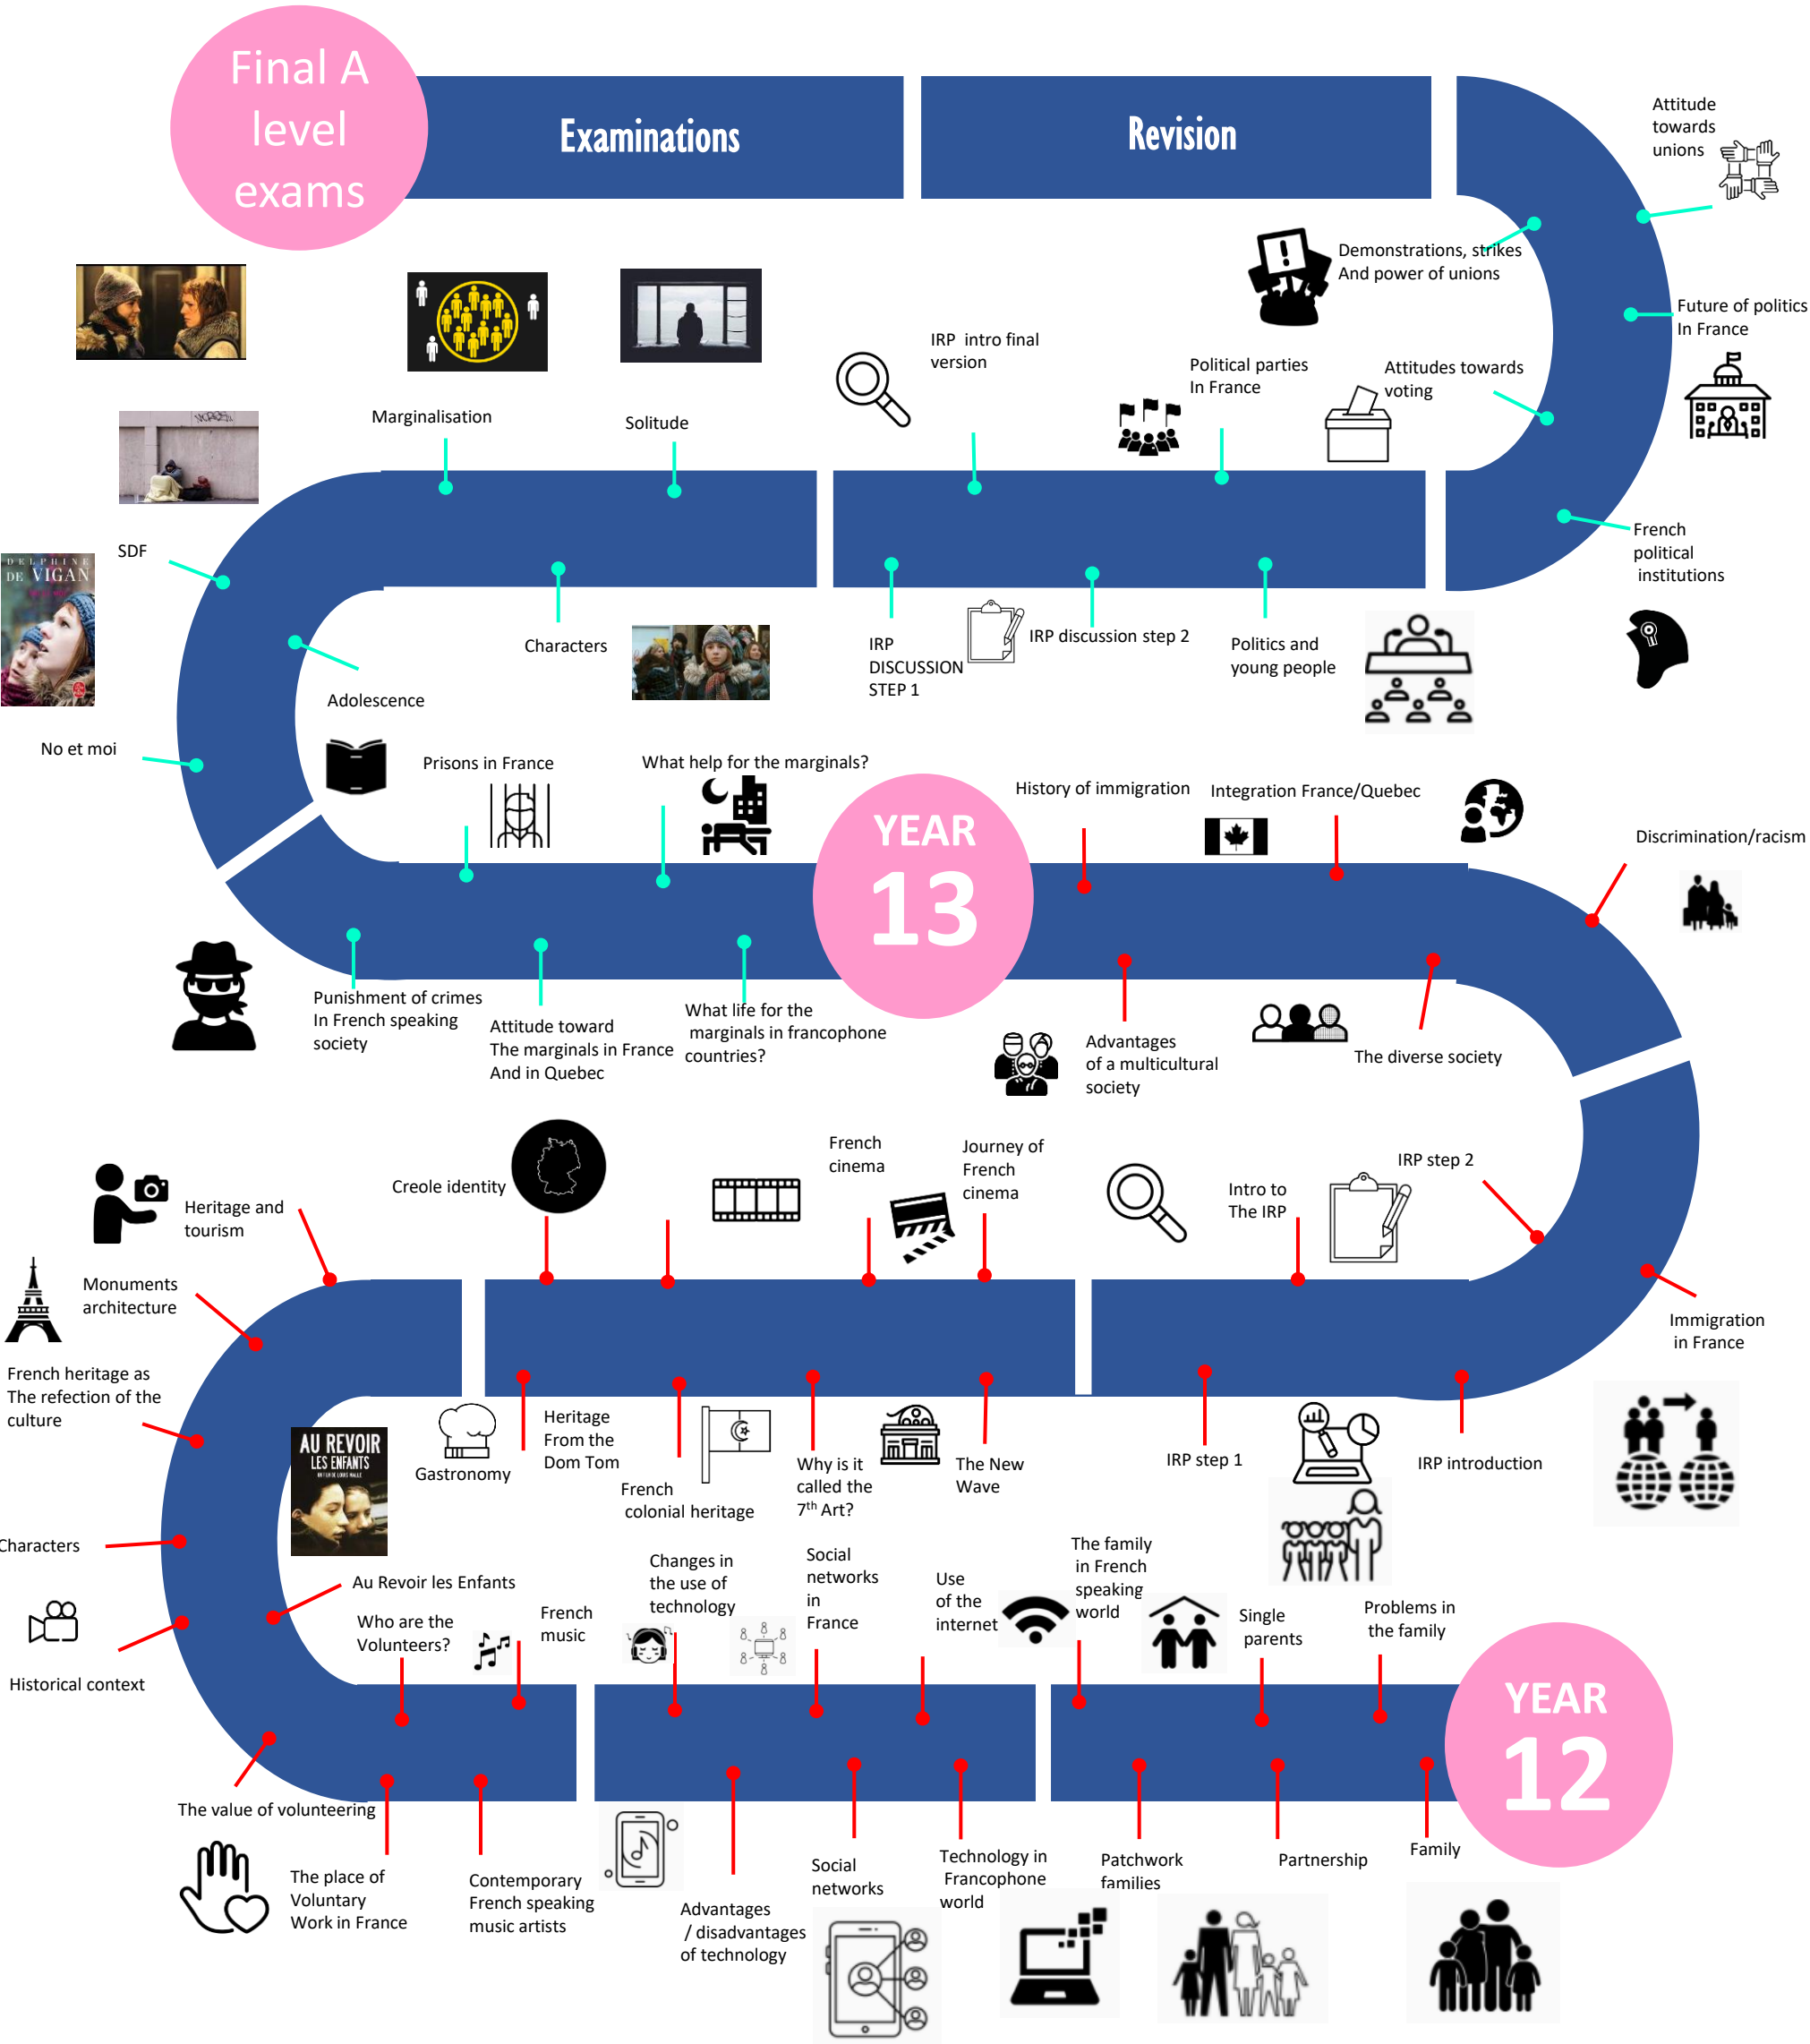 Final A
level
exams
Examinations
Revision
Attitude
towards
unions
Demonstrations, strikes
And power of unions
Future of politics
In France
IRP intro final
version
Political parties
In France
Attitudes towards
voting
Marginalisation
Solitude
SDF
DELPHINE
DE VIGAN
French
political
institutions
Characters
IRP
DISCUSSION
STEP 1
IRP discussion step 2
Politics and
young people
Adolescence
No et moi
Prisons in France
What help for the marginals?
YEAR
13
History of immigration
Integration France/Quebec
Discrimination/racism
Punishment of crimes
In French speaking
society
Attitude toward
The marginals in France
And in Quebec
What life for the
marginals in francophone
countries?
Advantages
of a multicultural
society
The diverse society
Heritage and
tourism
Creole identity
French
cinema
Journey of
French
cinema
Intro to
The IRP
IRP step 2
Monuments
architecture
Immigration
in France
French heritage as
The refection of the
culture
AU REVOIR
LES ENFANTS
UN FILM DE LOUIS MALLE
Gastronomy
Heritage
From the
Dom Tom
French
colonial heritage
Why is it
called the
7th Art?
The New
Wave
IRP step 1
IRP introduction
Characters
Au Revoir les Enfants
Historical context
Who are the
Volunteers?
French
music
Changes in
the use of
technology
Social
networks
in
France
Use
of the
internet
The family
in French
speaking
world
Single
parents
Problems in
the family
YEAR
12
The value of volunteering
The place of
Voluntary
Work in France
Contemporary
French speaking
music artists
Advantages
/ disadvantages
of technology
Social
networks
Technology in
Francophone
world
Patchwork
families
Partnership
Family